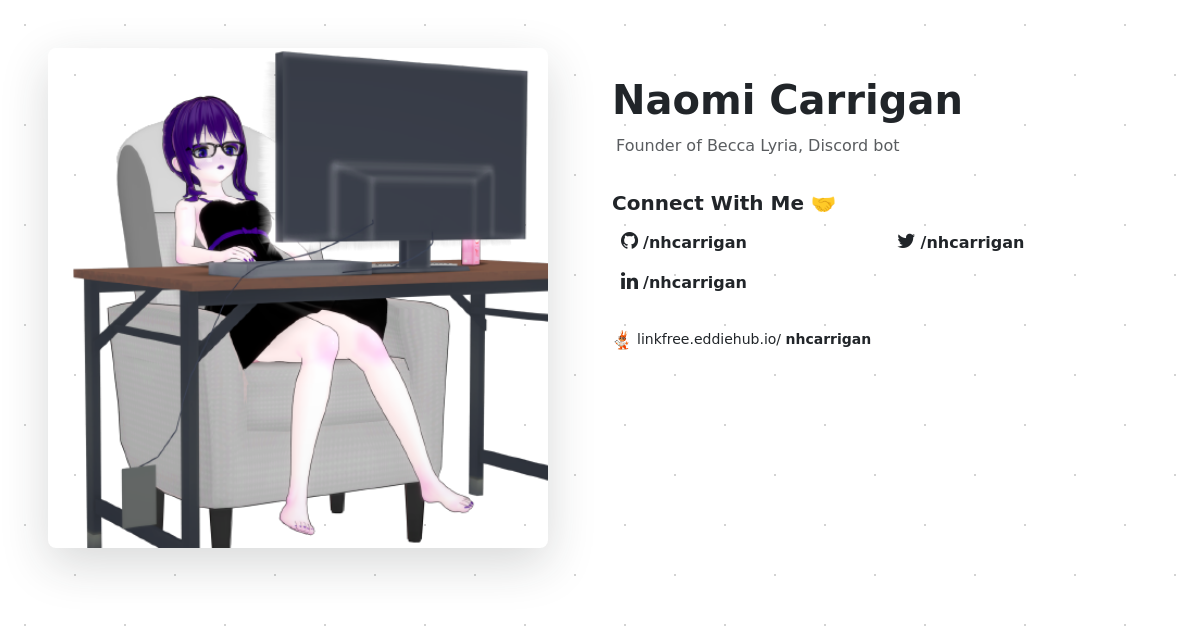 Naomi Carrigan
Founder of Becca Lyria, Discord bot
Connect With Me 🤝
/nhcarrigan
/nhcarrigan
/nhcarrigan
linkfree.eddiehub.io/ nhcarrigan